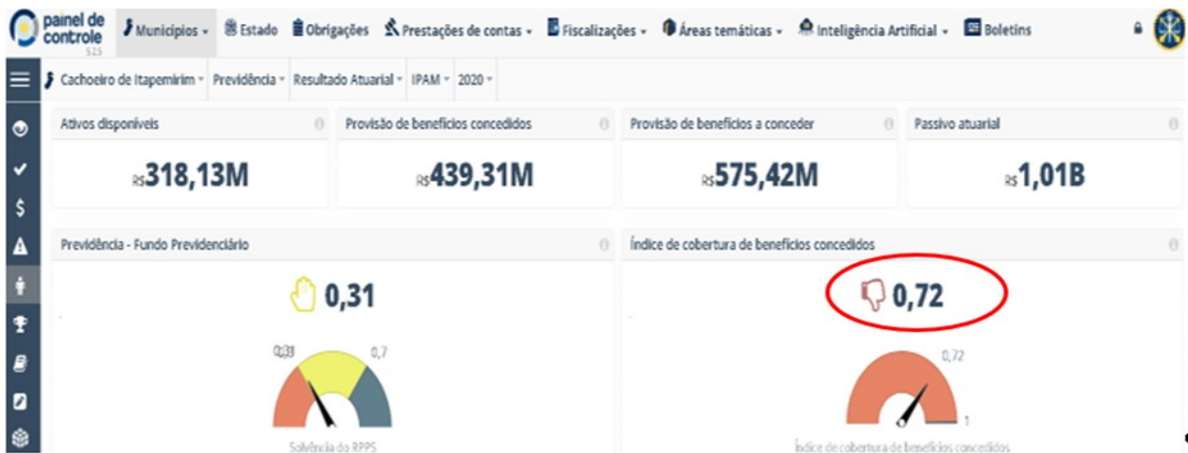 painel de controle
5.2.5
Municípios
Estado
Obrigações
Prestações de contas
Fiscalizações
Áreas temáticas
Inteligência Artificial
Boletins
Cachoeiro de Itapemirim
Previdência
Resultado Atuarial
IPAM
2020
Ativos disponíveis
Provisão de benefícios concedidos
Provisão de benefícios a conceder
Passivo atuarial
R$318,13M
R$439,31M
R$575,42M
R$1,01B
Previdência - Fundo Previdenciário
Índice de cobertura de benefícios concedidos
0,31
0,72
0,7
0,72
1
Solvência do RPPS
Índice de cobertura de benefícios concedidos